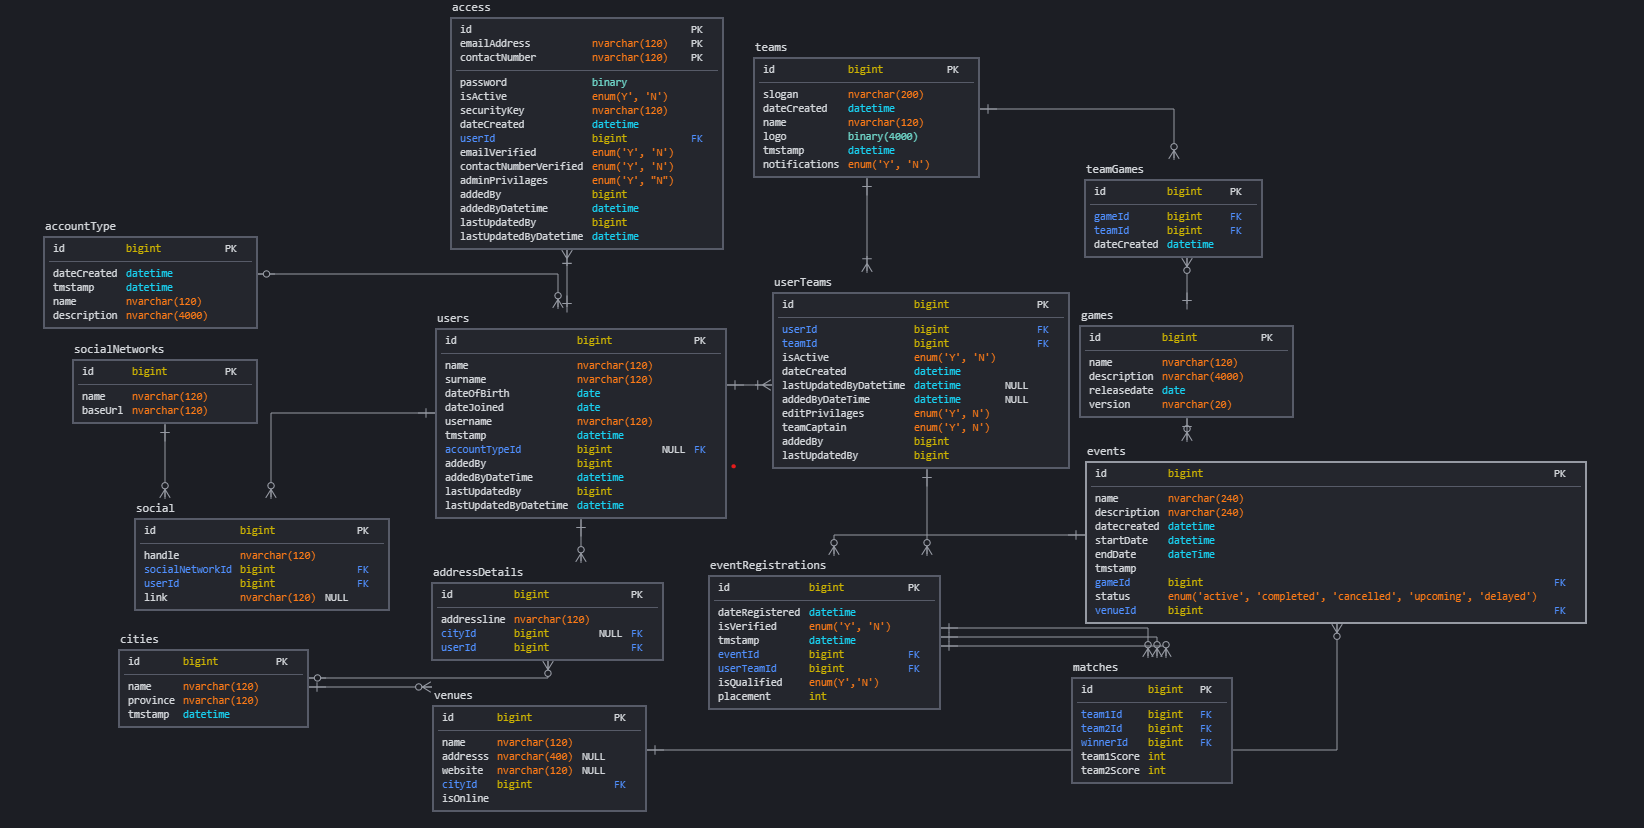 access
id PK
emailAddress nvarchar(120) PK
contactNumber nvarchar(120) PK
password binary
isActive enum(Y', 'N')
securityKey nvarchar(120)
dateCreated datetime
userId bigint FK
emailVerified enum('Y', 'N')
contactNumberVerified enum('Y', 'N')
adminPrivilages enum('Y', "N")
addedBy bigint
addedByDatetime datetime
lastUpdatedBy bigint
lastUpdatedByDatetime datetime
teams
id bigint PK
slogan nvarchar(200)
dateCreated datetime
name nvarchar(120)
logo binary(4000)
tmstamp datetime
notifications enum('Y', 'N')
teamGames
id bigint PK
gameId bigint FK
teamId bigint FK
dateCreated datetime
accountType
id bigint PK
dateCreated datetime
tmstamp datetime
name nvarchar(120)
description nvarchar(4000)
userTeams
id bigint PK
userId bigint FK
teamId bigint FK
isActive enum('Y', 'N')
dateCreated datetime
lastUpdatedByDatetime datetime NULL
addedByDateTime datetime NULL
editPrivilages enum('Y', N')
teamCaptain enum('Y', N')
addedBy bigint
lastUpdatedBy bigint
games
id bigint PK
name nvarchar(120)
description nvarchar(4000)
releasedate date
version nvarchar(20)
users
id bigint PK
name nvarchar(120)
surname nvarchar(120)
dateOfBirth date
dateJoined date
username nvarchar(120)
tmstamp datetime
accountTypeId bigint NULL FK
addedBy bigint
addedByDateTime datetime
lastUpdatedBy bigint
lastUpdatedByDatetime datetime
socialNetworks
id bigint PK
name nvarchar(120)
baseUrl nvarchar(120)
events
id bigint PK
name nvarchar(240)
description nvarchar(240)
datecreated datetime
startDate datetime
endDate dateTime
tmstamp
gameId bigint FK
status enum('active', 'completed', 'cancelled', 'upcoming', 'delayed')
venueId bigint FK
social
id bigint PK
handle nvarchar(120)
socialNetworkId bigint FK
userId bigint FK
link nvarchar(120) NULL
addressDetails
id bigint PK
addressline nvarchar(120)
cityId bigint NULL FK
userId bigint FK
eventRegistrations
id bigint PK
dateRegistered datetime
isVerified enum('Y', 'N')
tmstamp datetime
eventId bigint FK
userTeamId bigint FK
isQualified enum(Y','N')
placement int
cities
id bigint PK
name nvarchar(120)
province nvarchar(120)
tmstamp datetime
venues
id bigint PK
name nvarchar(120)
addresss nvarchar(400) NULL
website nvarchar(120) NULL
cityId bigint FK
isOnline
matches
id bigint PK
team1Id bigint FK
team2Id bigint FK
winnerId bigint FK
team1Score int
team2Score int